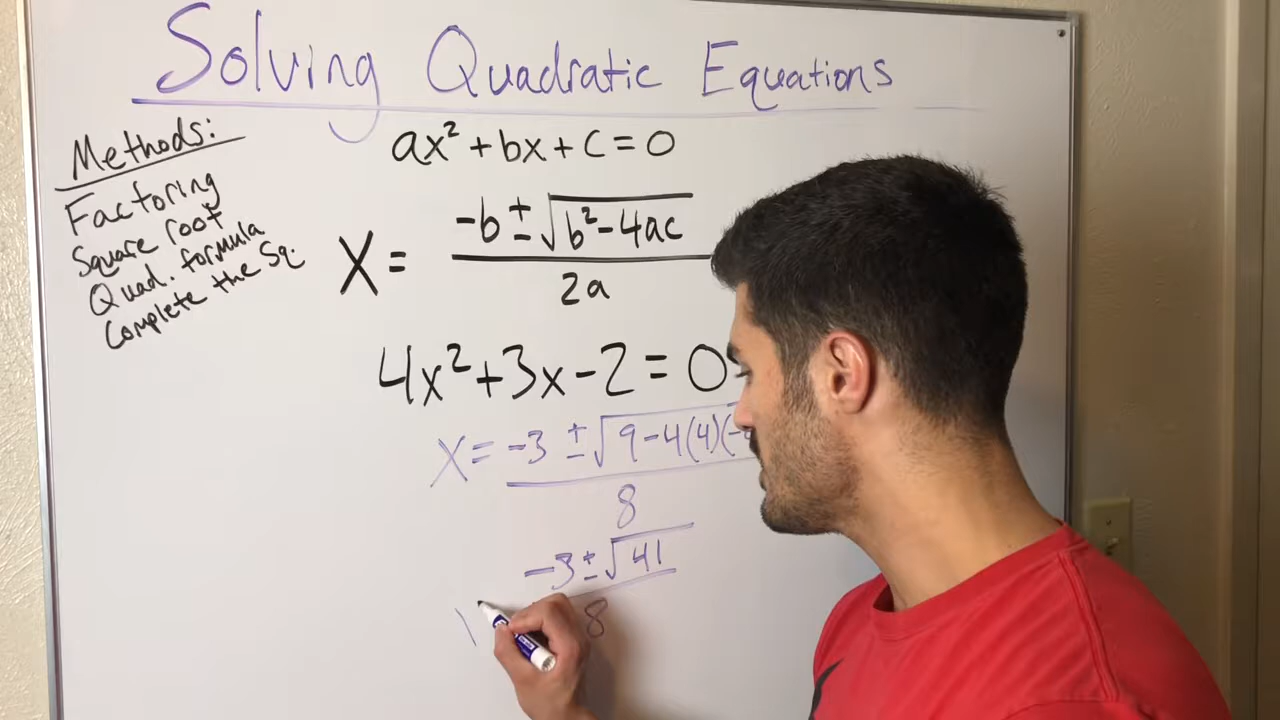 Solving Quadratic Equations
Methods:
Factoring
Square root
Quad. formula
Complete the Sq.
ax² + bx + c = 0
X = -b ± √b² - 4ac
2a
4x² + 3x - 2 = 0
X = -3 ± √9 - 4(4)(-
8
-3 ± √41
8